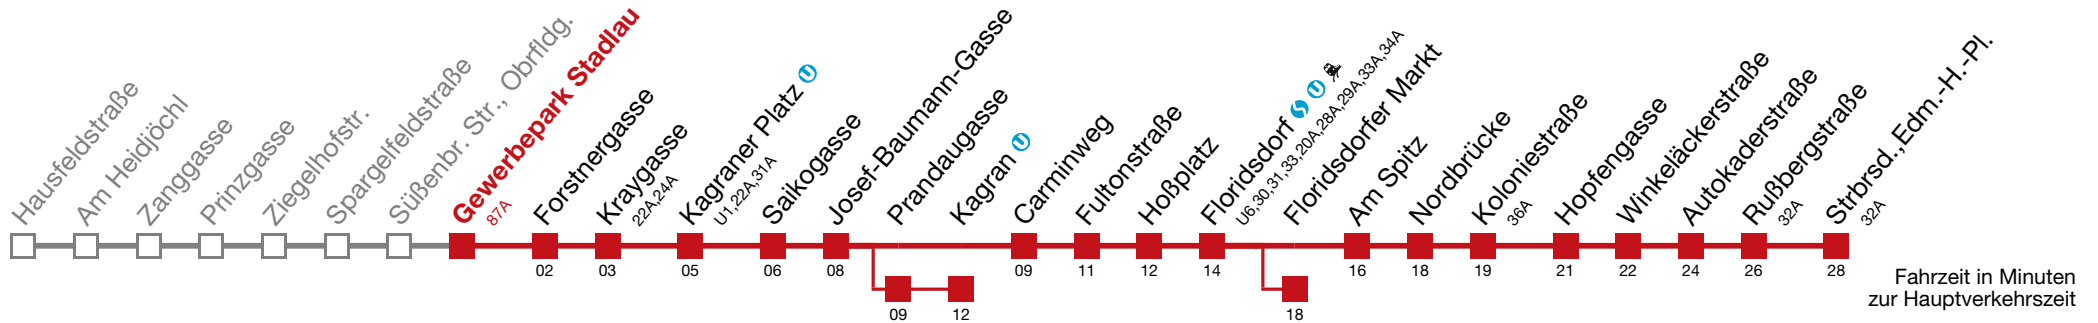 Hausfeldstraße
Am Heidjöchl
Zanggasse
Prinzgasse
Ziegelhofstr.
Spargelfeldstraße
Süßenbr. Str., Obrfldg.
Gewerbepark Stadlau
87A
Forstnergasse
Kraygasse
22A,24A
Kagraner Platz U
U1,22A,31A
Saikogasse
Josef-Baumann-Gasse
Prandaugasse
Kagran U
Carminweg
Fultonstraße
Hoßplatz
Floridsdorf S U
U6,30,31,33,20A,28A,29A,33A,34A
Floridsdorfer Markt
Am Spitz
Nordbrücke
Koloniestraße
36A
Hopfengasse
Winkeläckerstraße
Autokaderstraße
Rußbergstraße
32A
Strbrsd.,Edm.-H.-Pl.
32A
02 03 05 06 08 09 11 12 14 16 18 19 21 22 24 26 28
09 12 18
Fahrzeit in Minuten
zur Hauptverkehrszeit